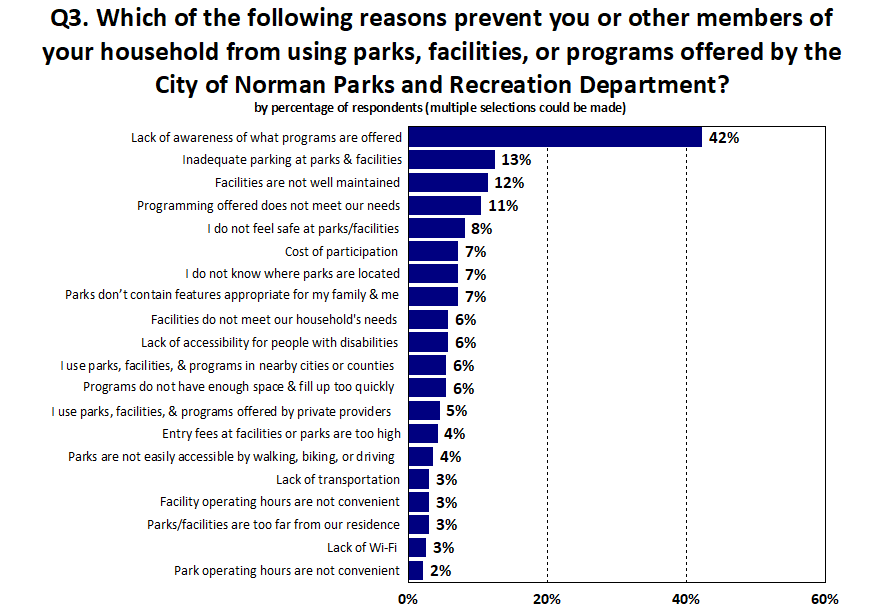 Q3. Which of the following reasons prevent you or other members of
your household from using parks, facilities, or programs offered by the
City of Norman Parks and Recreation Department?
by percentage of respondents (multiple selections could be made)
Lack of awareness of what programs are offered 42%
Inadequate parking at parks & facilities 13%
Facilities are not well maintained 12%
Programming offered does not meet our needs 11%
I do not feel safe at parks/facilities 8%
Cost of participation 7%
I do not know where parks are located 7%
Parks don't contain features appropriate for my family & me 7%
Facilities do not meet our household's needs 6%
Lack of accessibility for people with disabilities 6%
I use parks, facilities, & programs in nearby cities or counties 6%
Programs do not have enough space & fill up too quickly 6%
I use parks, facilities, & programs offered by private providers 5%
Entry fees at facilities or parks are too high 4%
Parks are not easily accessible by walking, biking, or driving 4%
Lack of transportation 3%
Facility operating hours are not convenient 3%
Parks/facilities are too far from our residence 3%
Lack of Wi-Fi 3%
Park operating hours are not convenient 2%
0% 20% 40% 60%